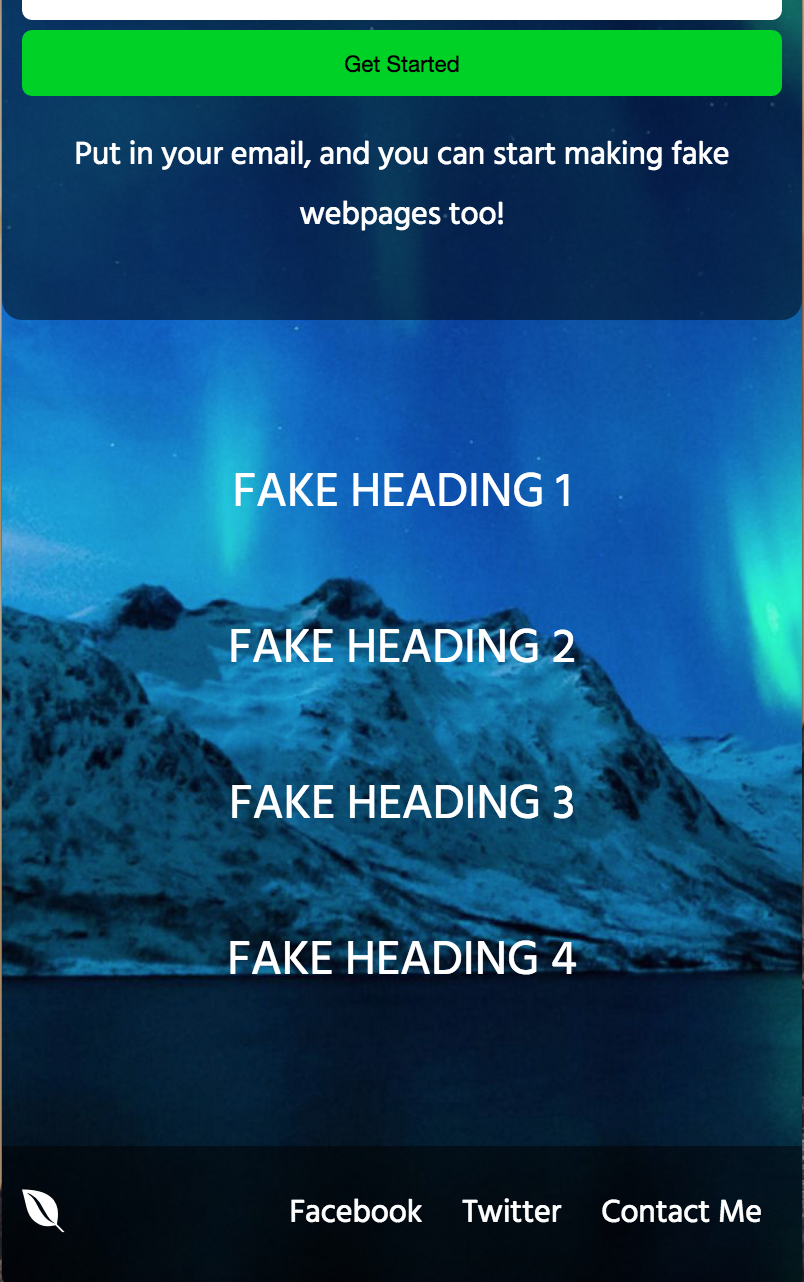 Get Started
Put in your email, and you can start making fake
webpages too!
FAKE HEADING 1
FAKE HEADING 2
FAKE HEADING 3
FAKE HEADING 4
Facebook Twitter Contact Me